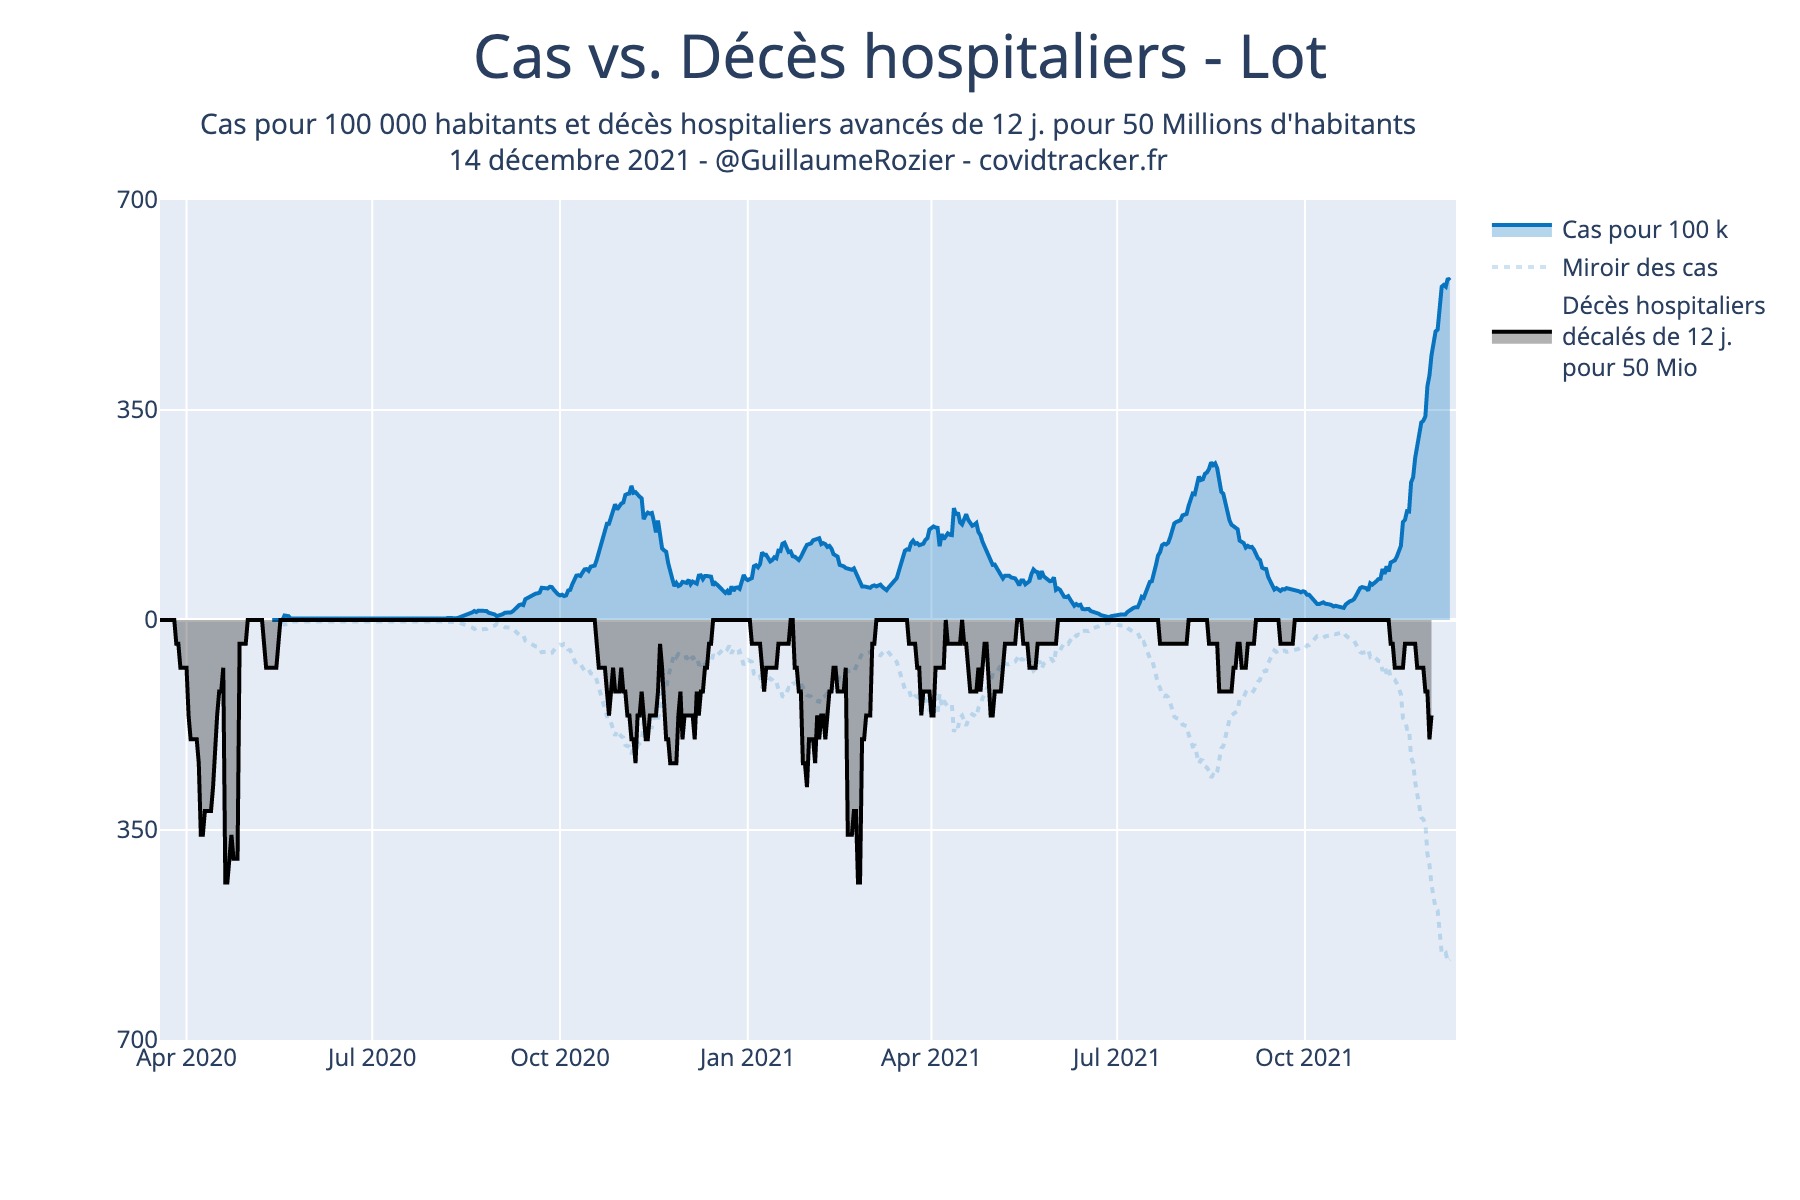 Cas vs. Décès hospitaliers - Lot
Cas pour 100 000 habitants et décès hospitaliers avancés de 12 j. pour 50 Millions d'habitants
14 décembre 2021 - @GuillaumeRozier - covidtracker.fr
700
350
0
350
700
Apr 2020
Jul 2020
Oct 2020
Jan 2021
Apr 2021
Jul 2021
Oct 2021
Cas pour 100 k
Miroir des cas
Décès hospitaliers
décalés de 12 j.
pour 50 Mio